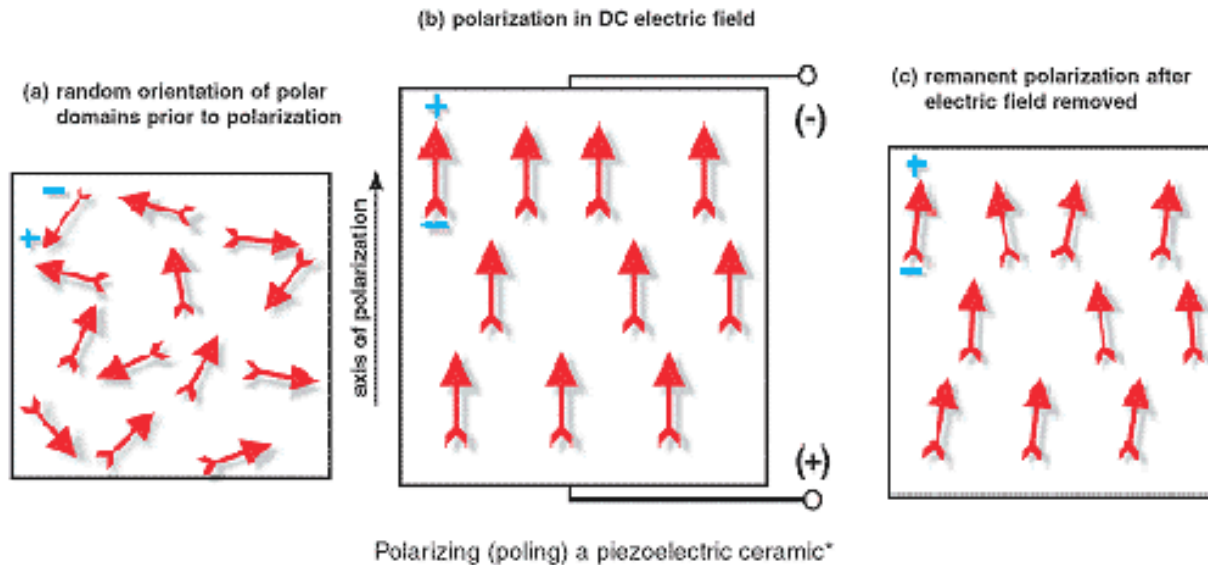 (b) polarization in DC electric field
(a) random orientation of polar
domains prior to polarization
(c) remanent polarization after
electric field removed
+
(-)
−
+
axis of polarization
−
+
−
(+)
Polarizing (poling) a piezoelectric ceramic*